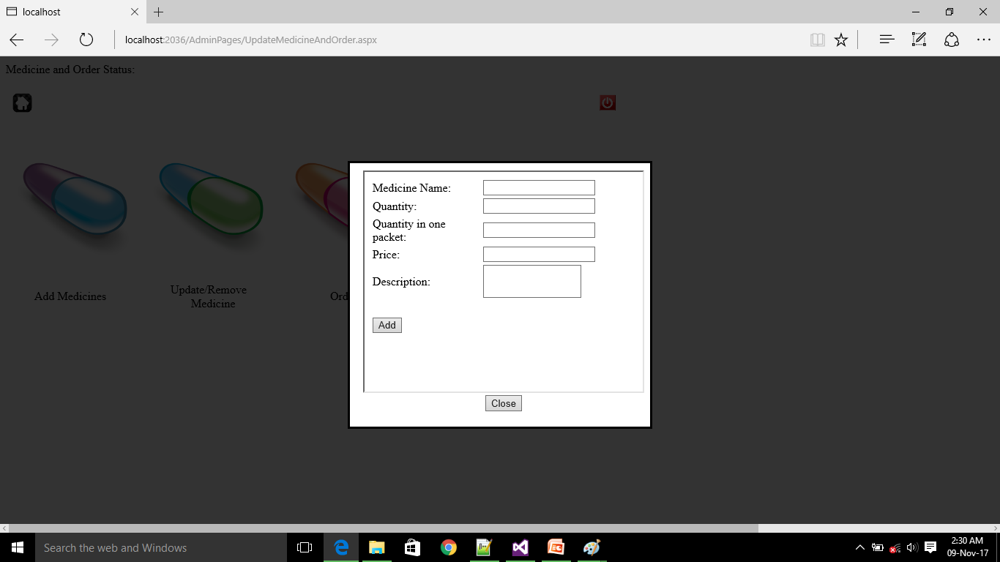 localhost
localhost:2036/AdminPages/UpdateMedicineAndOrder.aspx
Medicine and Order Status:
Add Medicines
Update/Remove
Medicine
Ord
Medicine Name:
Quantity:
Quantity in one
packet:
Price:
Description:
Add
Close
Search the web and Windows
2:30 AM
09-Nov-17